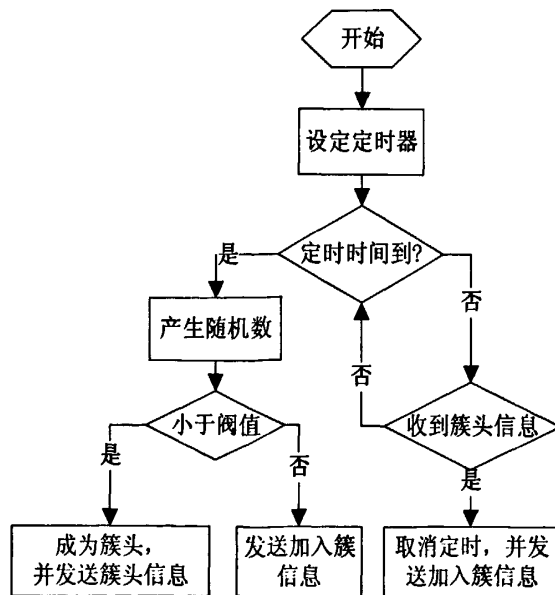 开始
设定定时器
定时时间到?
是
否
产生随机数
否
小于阀值
收到簇头信息
是
否
是
成为簇头，
并发送簇头信息
发送加入簇
信息
取消定时，并发
送加入簇信息